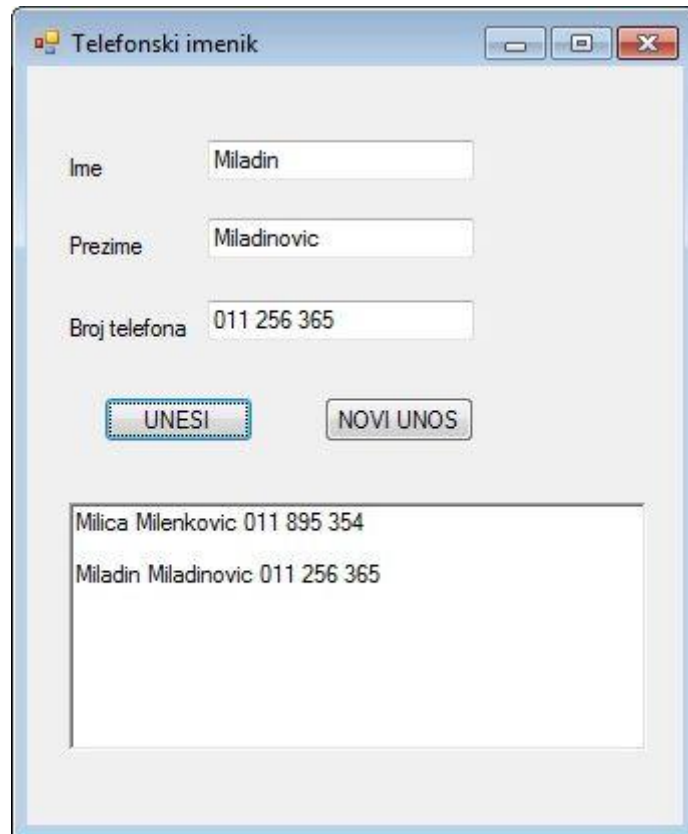 Telefonski imenik
Ime Miladin
Prezime Miladinovic
Broj telefona 011 256 365
UNESI NOVI UNOS
Milica Milenkovic 011 895 354
Miladin Miladinovic 011 256 365